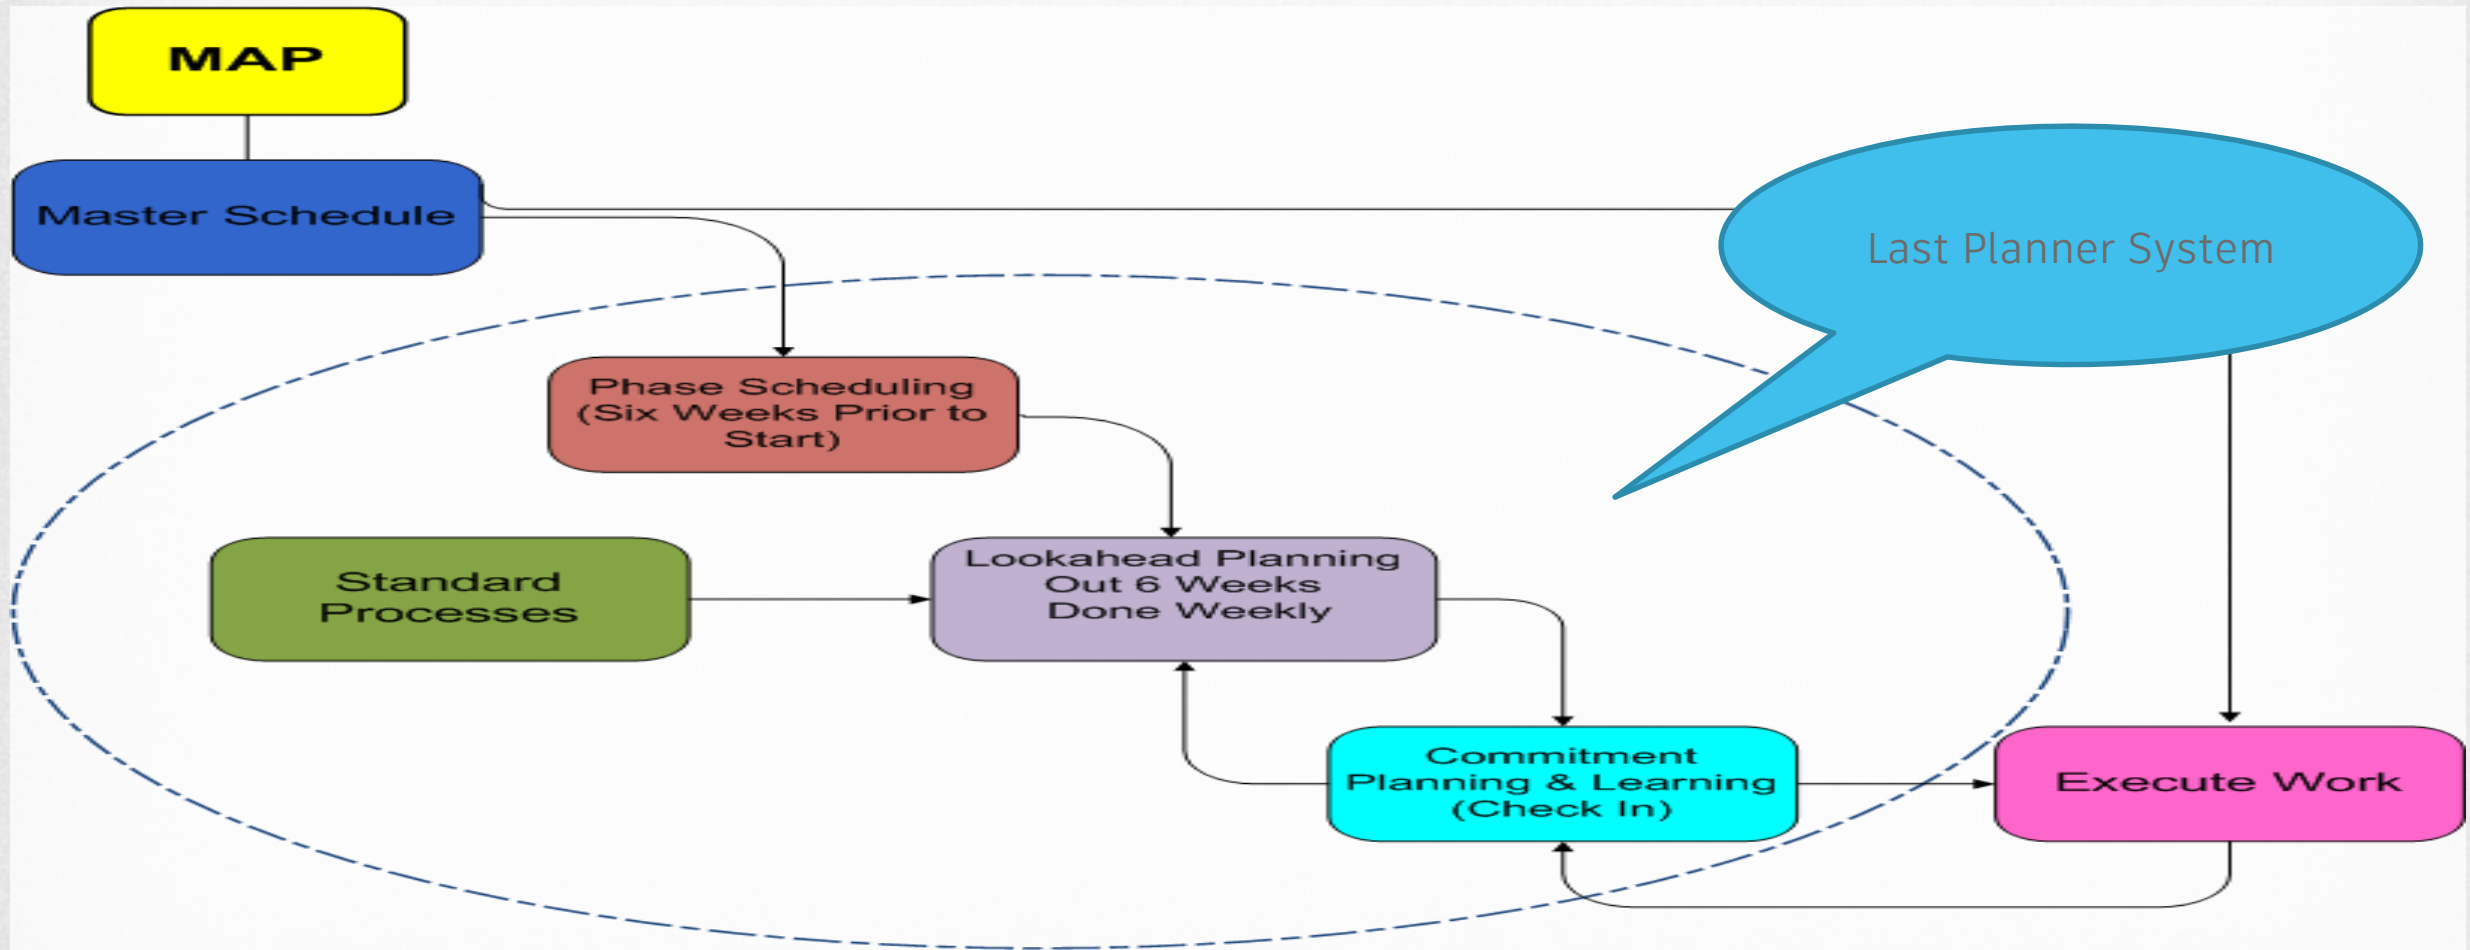 MAP
Master Schedule
Last Planner System
Phase Scheduling
(Six Weeks Prior to
Start)
Standard
Processes
Lookahead Planning
Out 6 Weeks
Done Weekly
Commitment
Planning & Learning
(Check In)
Execute Work